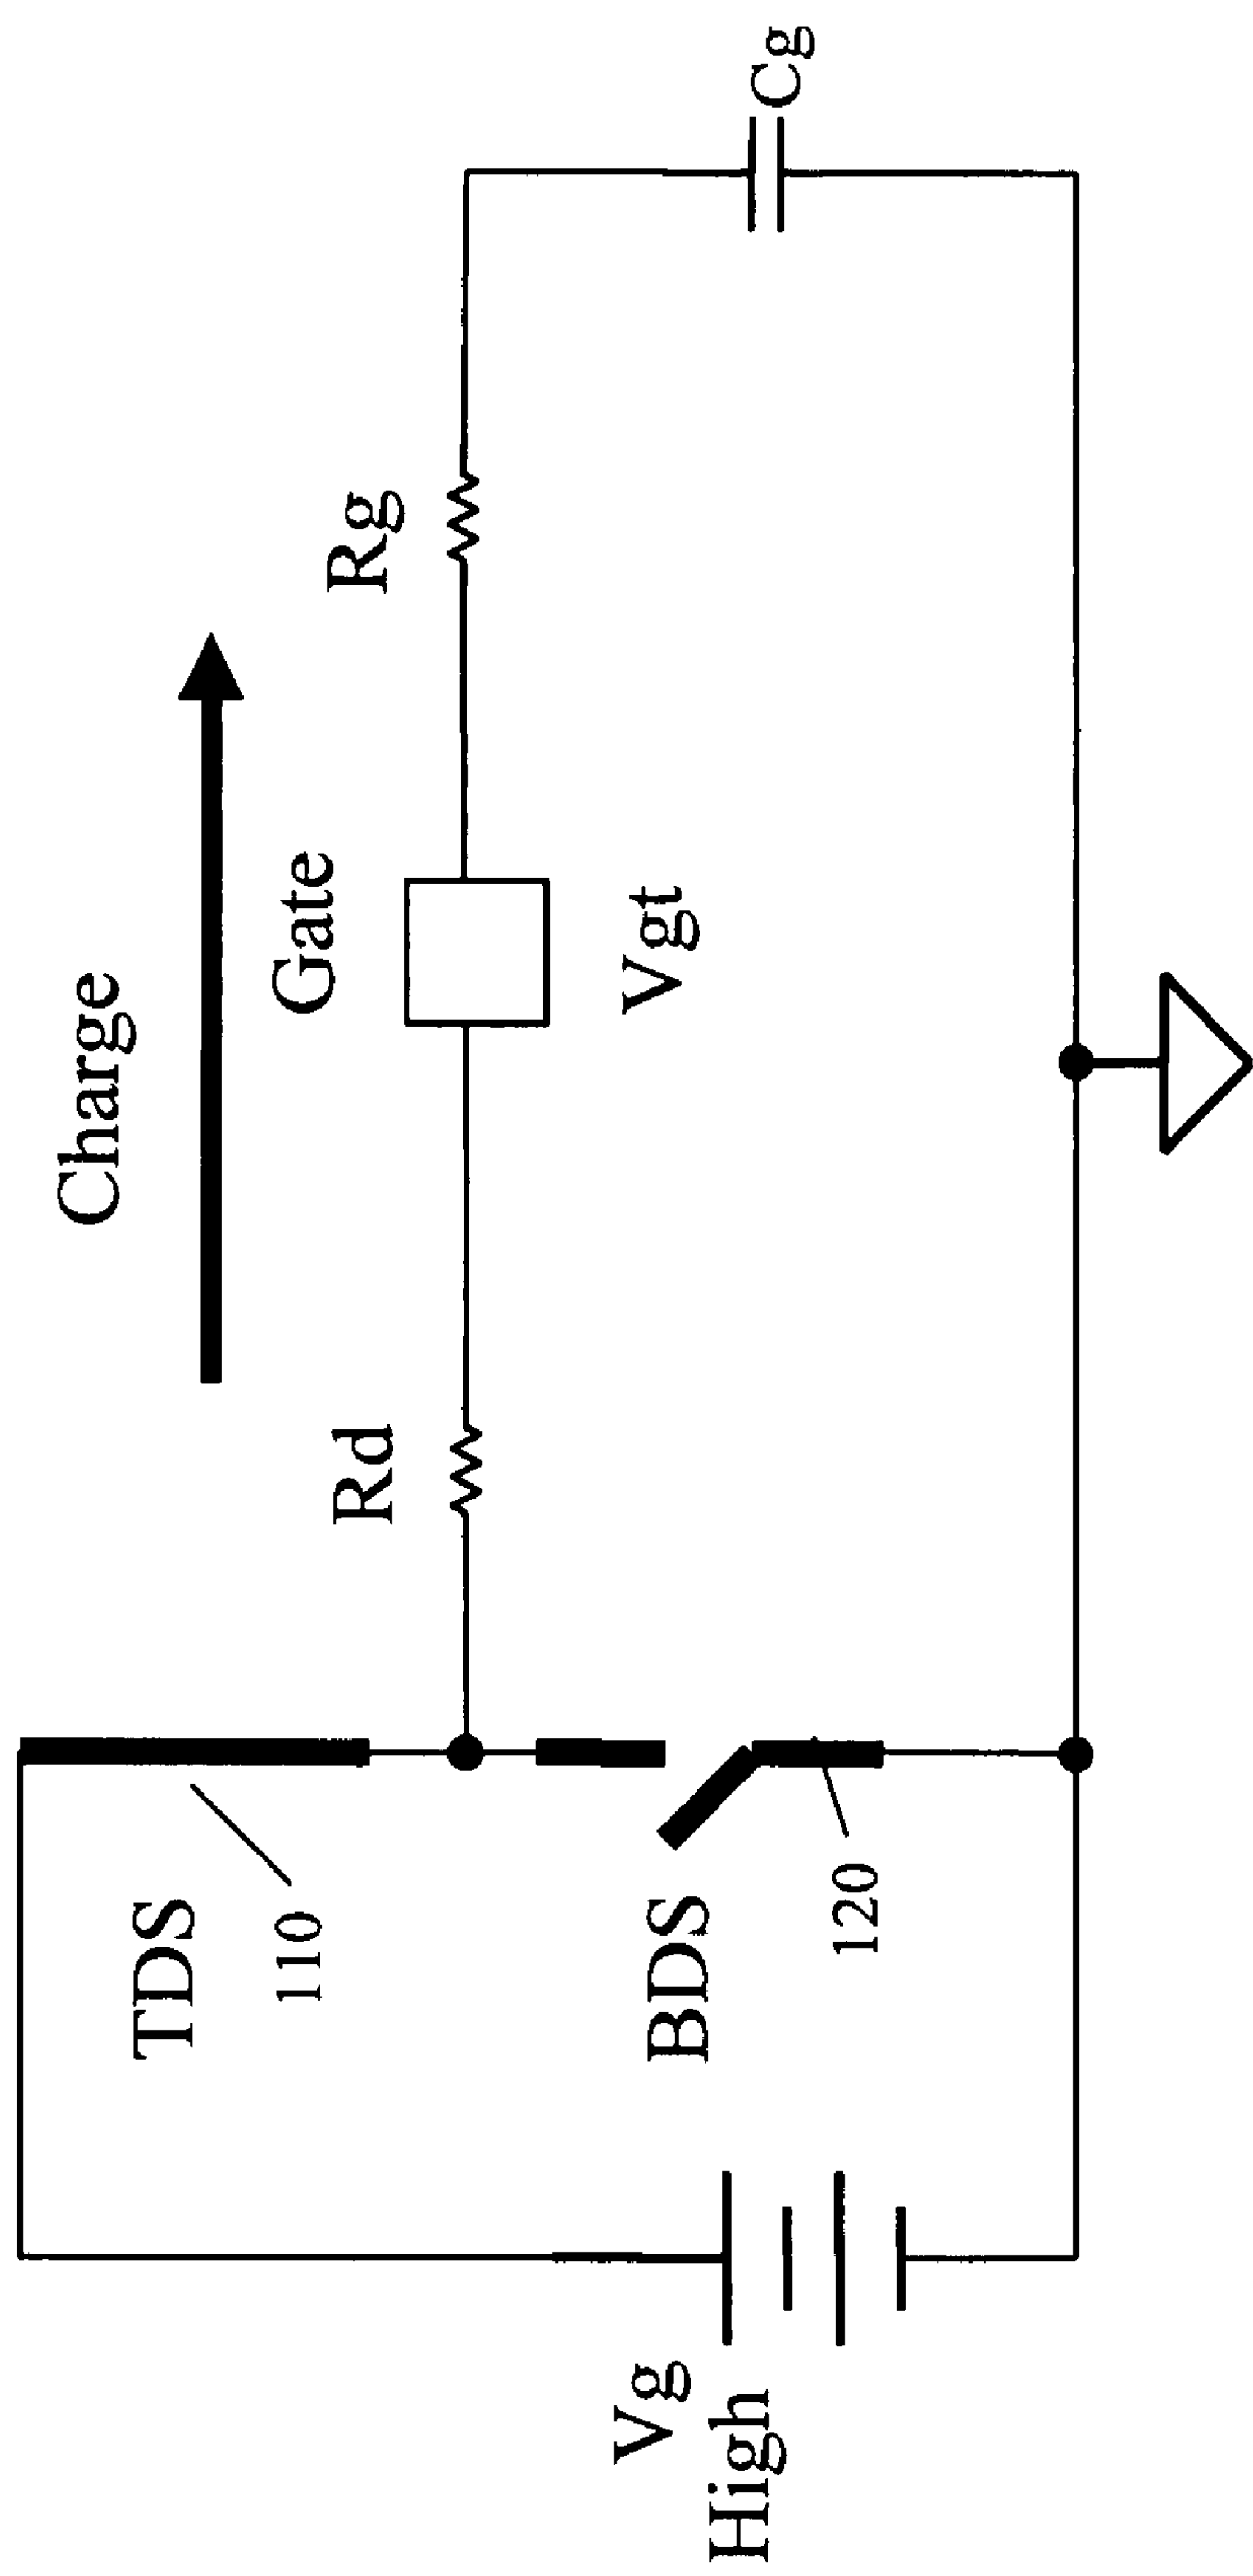 Charge
TDS
110
Rd
Gate
Rg
Vgt
BDS
120
Vg
High
Cg